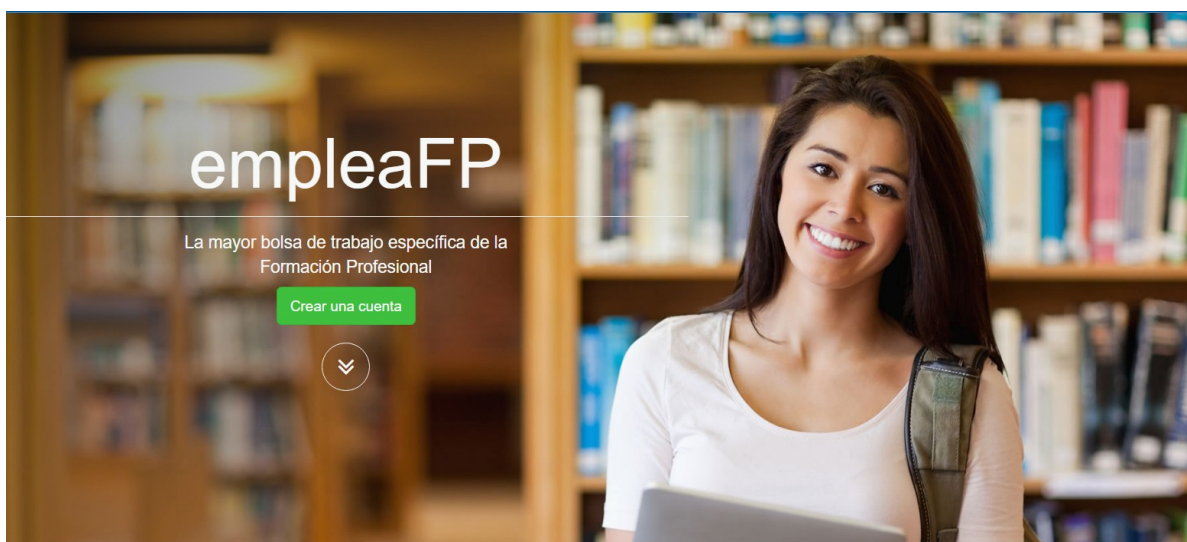 empleaFP
La mayor bolsa de trabajo específica de la
Formación Profesional
Crear una cuenta